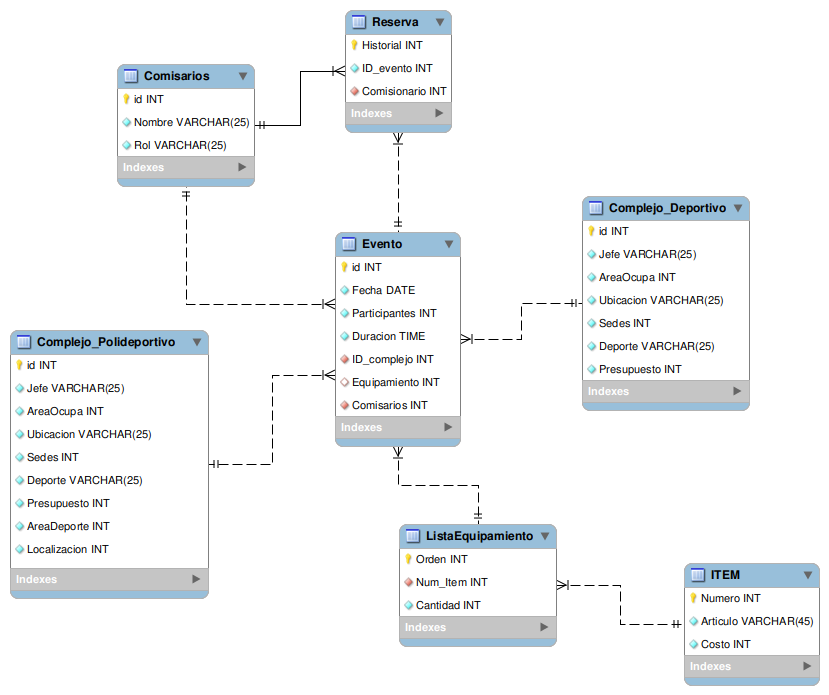 Reserva
Historial INT
ID_evento INT
Comisionario INT
Indexes
Comisarios
id INT
Nombre VARCHAR(25)
Rol VARCHAR(25)
Indexes
Complejo_Deportivo
id INT
Jefe VARCHAR(25)
AreaOcupa INT
Ubicacion VARCHAR(25)
Sedes INT
Deporte VARCHAR(25)
Presupuesto INT
Indexes
Evento
id INT
Fecha DATE
Participantes INT
Duracion TIME
ID_complejo INT
Equipamiento INT
Comisarios INT
Indexes
Complejo_Polideportivo
id INT
Jefe VARCHAR(25)
AreaOcupa INT
Ubicacion VARCHAR(25)
Sedes INT
Deporte VARCHAR(25)
Presupuesto INT
AreaDeporte INT
Localizacion INT
Indexes
ListaEquipamiento
Orden INT
Num_Item INT
Cantidad INT
Indexes
ITEM
Numero INT
Articulo VARCHAR(45)
Costo INT
Indexes